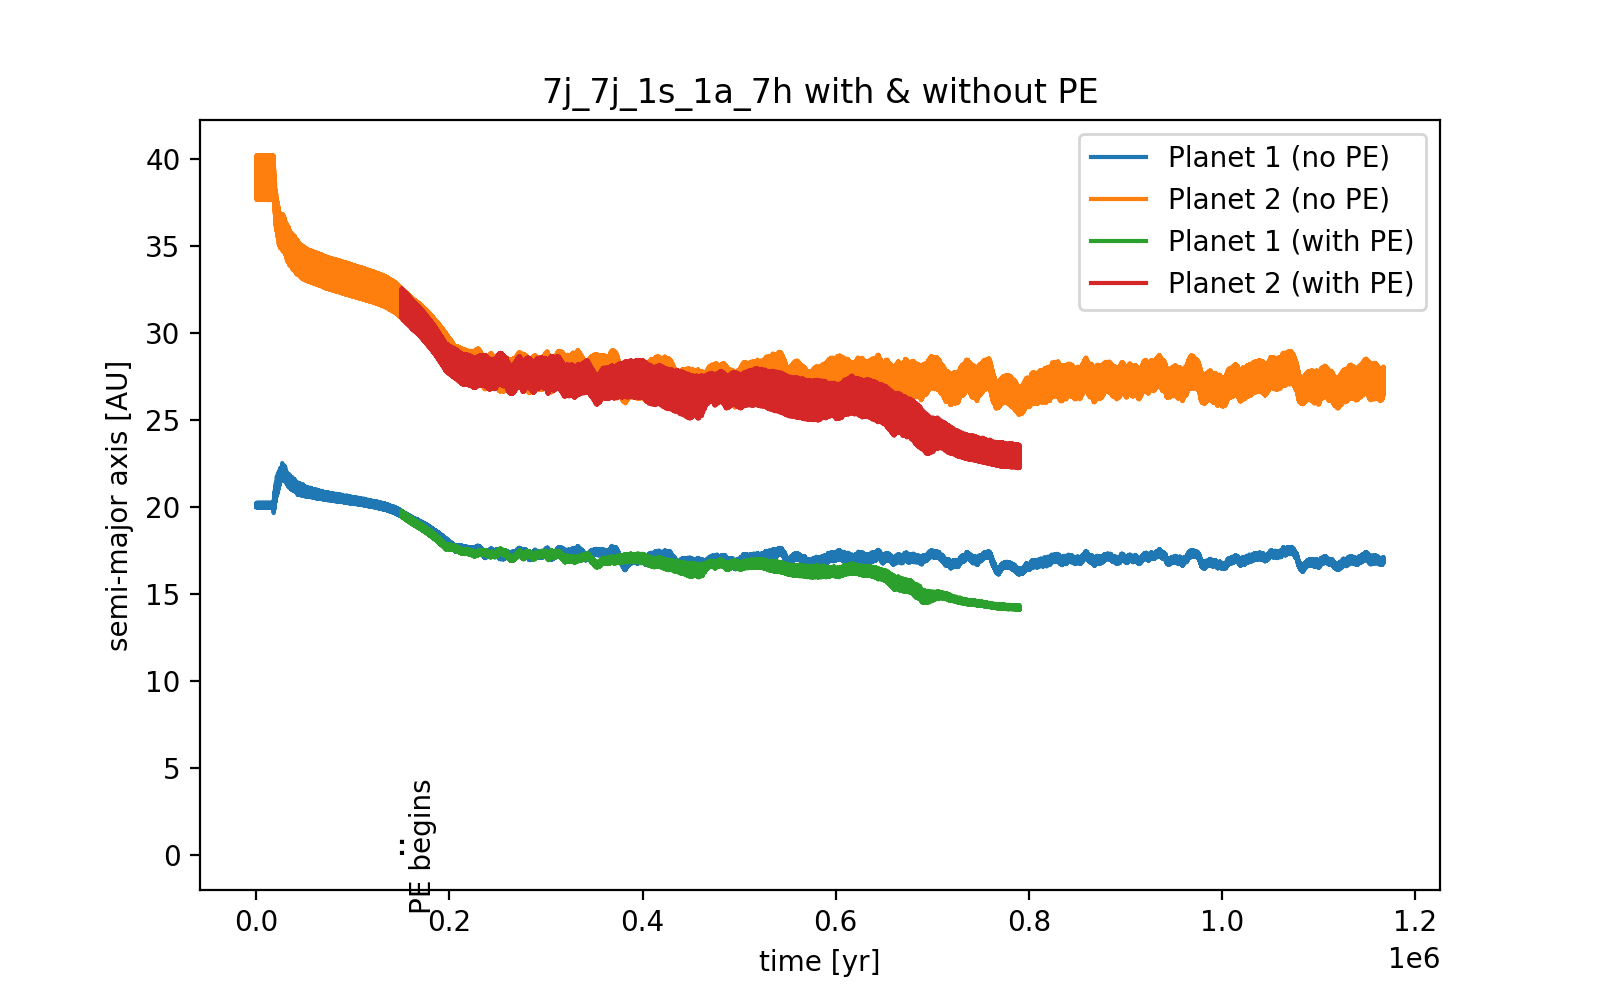 7j_7j_1s_1a_7h with & without PE
Planet 1 (no PE)
Planet 2 (no PE)
Planet 1 (with PE)
Planet 2 (with PE)
semi-major axis [AU]
40
35
30
25
20
15
10
5
0
PE begins
0.0 0.2 0.4 0.6 0.8 1.0 1.2
time [yr]
1e6